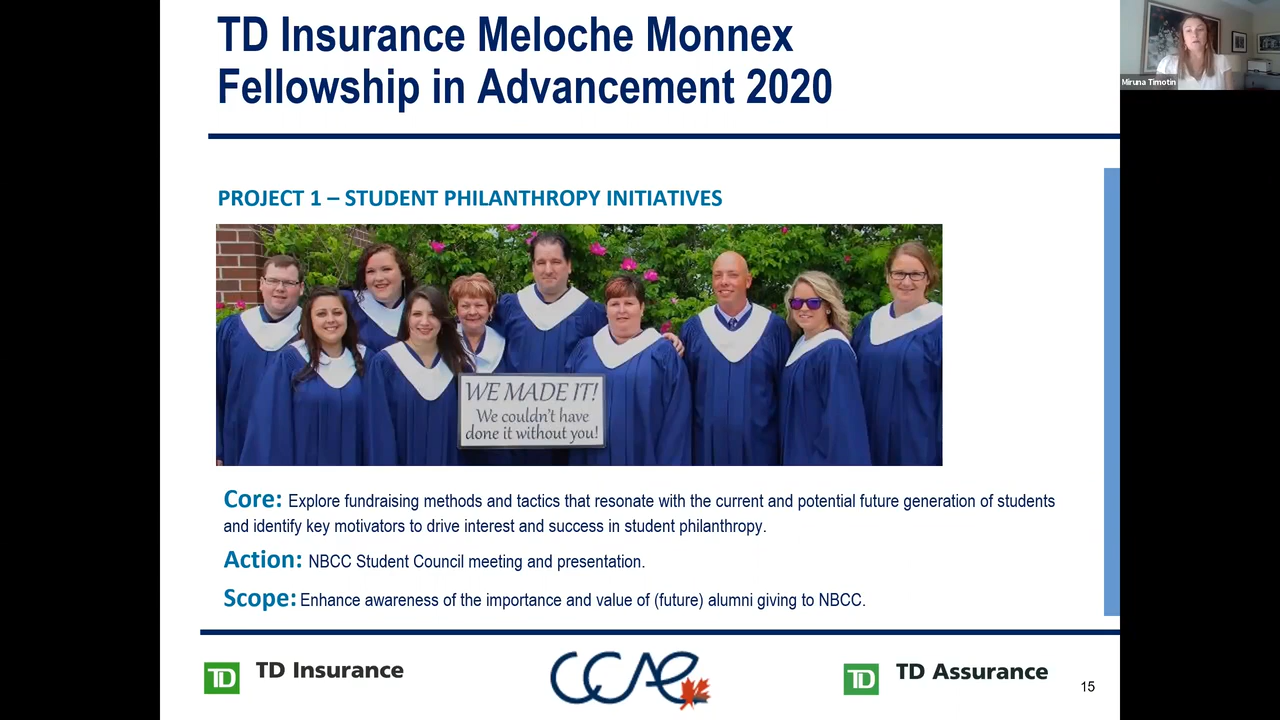 TD Insurance Meloche Monnex
Fellowship in Advancement 2020
Miruna Timotin
PROJECT 1 – STUDENT PHILANTHROPY INITIATIVES
WE MADE IT!
We couldn't have
done it without you!
Core: Explore fundraising methods and tactics that resonate with the current and potential future generation of students
and identify key motivators to drive interest and success in student philanthropy.
Action: NBCC Student Council meeting and presentation.
Scope: Enhance awareness of the importance and value of (future) alumni giving to NBCC.
TD TD Insurance
CCAE
TD TD Assurance
15